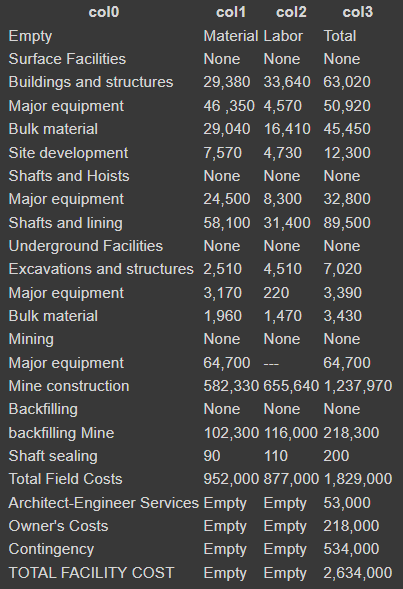 col0 col1 col2 col3
Empty Material Labor Total
Surface Facilities None None None
Buildings and structures 29,380 33,640 63,020
Major equipment 46 ,350 4,570 50,920
Bulk material 29,040 16,410 45,450
Site development 7,570 4,730 12,300
Shafts and Hoists None None None
Major equipment 24,500 8,300 32,800
Shafts and lining 58,100 31,400 89,500
Underground Facilities None None None
Excavations and structures 2,510 4,510 7,020
Major equipment 3,170 220 3,390
Bulk material 1,960 1,470 3,430
Mining None None None
Major equipment 64,700 --- 64,700
Mine construction 582,330 655,640 1,237,970
Backfilling None None None
backfilling Mine 102,300 116,000 218,300
Shaft sealing 90 110 200
Total Field Costs 952,000 877,000 1,829,000
Architect-Engineer Services Empty Empty 53,000
Owner's Costs Empty Empty 218,000
Contingency Empty Empty 534,000
TOTAL FACILITY COST Empty Empty 2,634,000